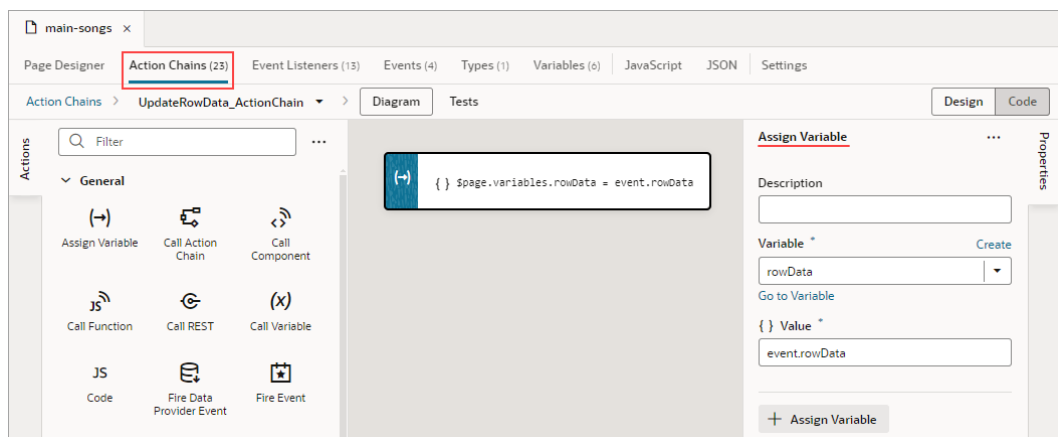 main-songs ×
Page Designer Action Chains (23) Event Listeners (13) Events (4) Types (1) Variables (6) JavaScript JSON Settings
Action Chains > UpdateRowData_ActionChain > Diagram Tests Design Code
Actions
Filter ...
General
(→)
Assign Variable
Call Action
Chain
Call
Component
JS
Call Function
Call REST
(x)
Call Variable
JS
Code
Fire Data
Provider Event
Fire Event
(→) { } $page.variables.rowData = event.rowData
Assign Variable ...
Description
Variable * Create
rowData
Go to Variable
{ } Value *
event.rowData
+ Assign Variable
Properties